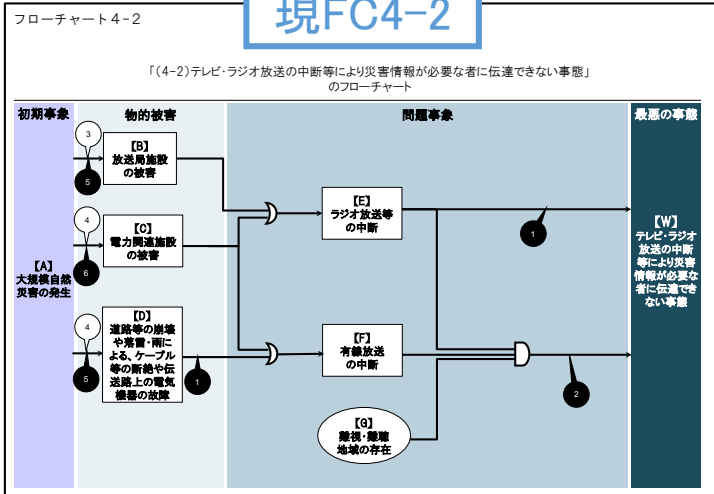 フローチャート4-2
現FC4-2
「(4-2)テレビ・ラジオ放送の中断等により災害情報が必要な者に伝達できない事態」
のフローチャート
初期事象
物的被害
問題事象
最悪の事態
【A】
大規模自然
災害の発生
3
5
【B】
放送局施設
の被害
4
6
【C】
電力関連施設
の被害
4
5
【D】
道路等の崩壊
や落雷・雨に
よる、ケーブル
等の断絶や伝
送路上の電気
機器の故障
1
【E】
ラジオ放送等
の中断
1
【F】
有線放送
の中断
2
【G】
難視・難聴
地域の存在
【W】
テレビ・ラジオ
放送の中断
等により災害
情報が必要な
者に伝達でき
ない事態